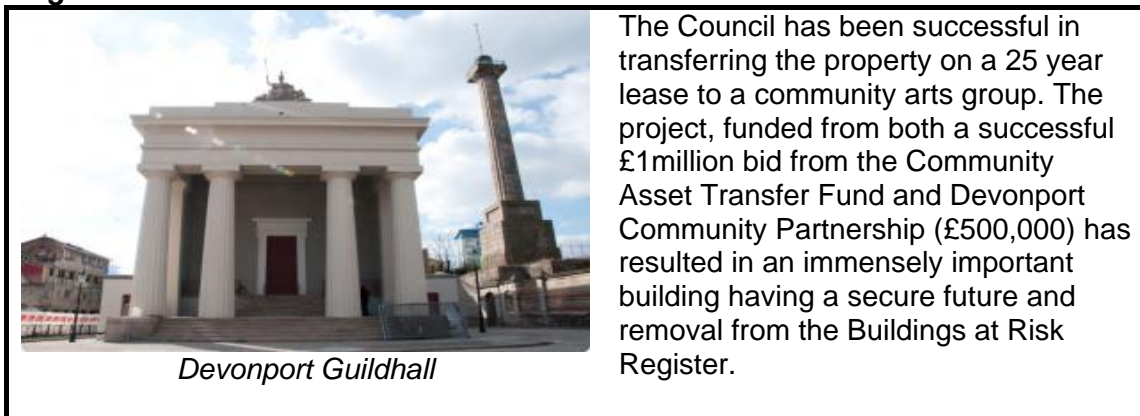 The Council has been successful in
transferring the property on a 25 year
lease to a community arts group. The
project, funded from both a successful
£1million bid from the Community
Asset Transfer Fund and Devonport
Community Partnership (£500,000) has
resulted in an immensely important
building having a secure future and
removal from the Buildings at Risk
Register.
Devonport Guildhall